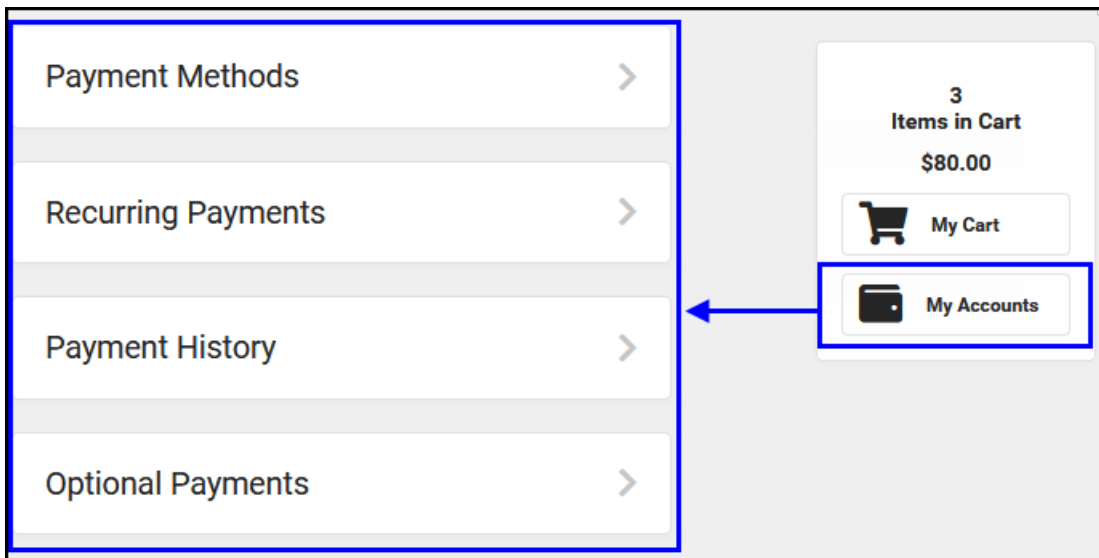 Payment Methods
Recurring Payments
Payment History
Optional Payments
3
Items in Cart
$80.00
My Cart
My Accounts